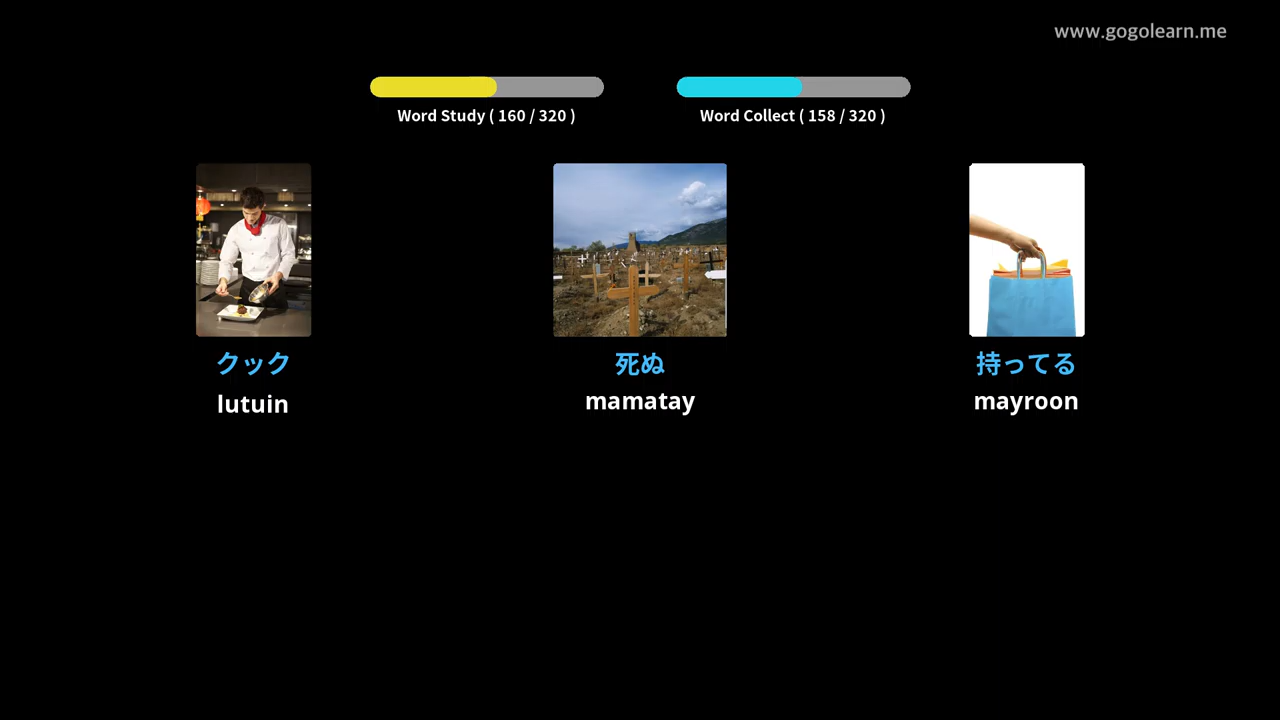 www.gogolearn.me
Word Study ( 160 / 320 )
Word Collect ( 158 / 320 )
クック
死ぬ
持ってる
lutuin
mamatay
mayroon